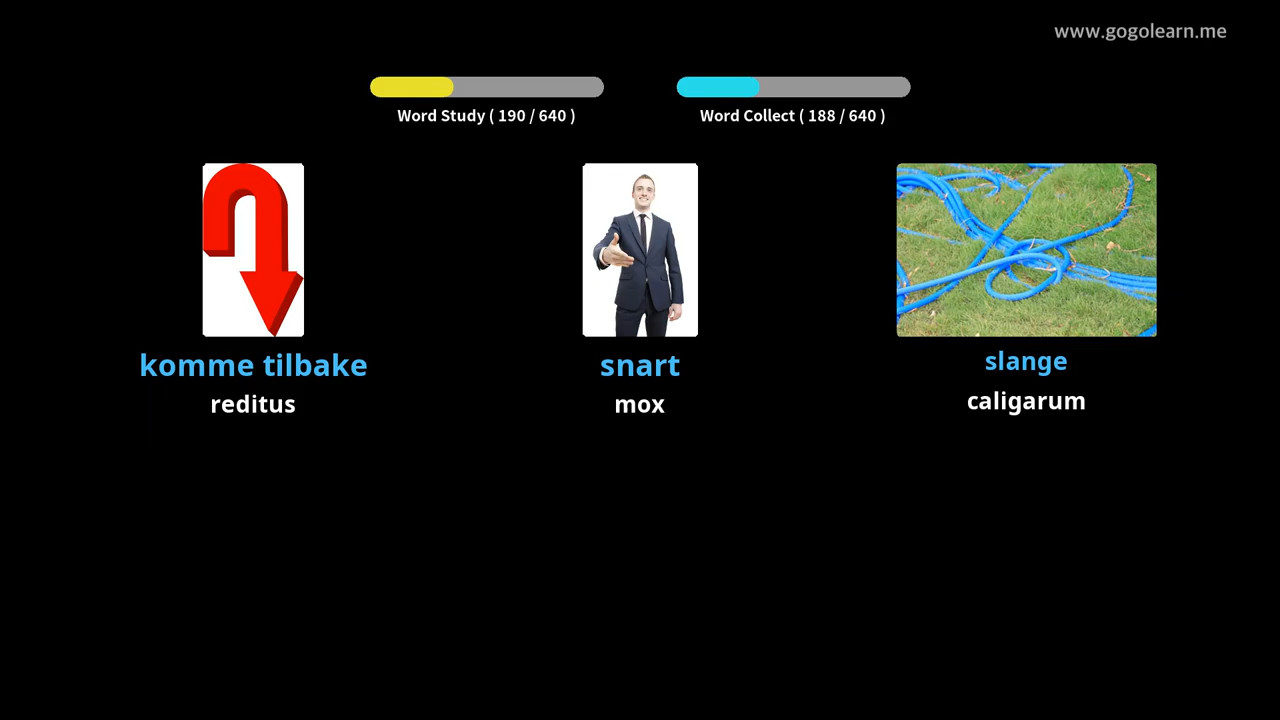 www.gogolearn.me
Word Study ( 190 / 640 )
Word Collect ( 188 / 640 )
komme tilbake
reditus
snart
mox
slange
caligarum